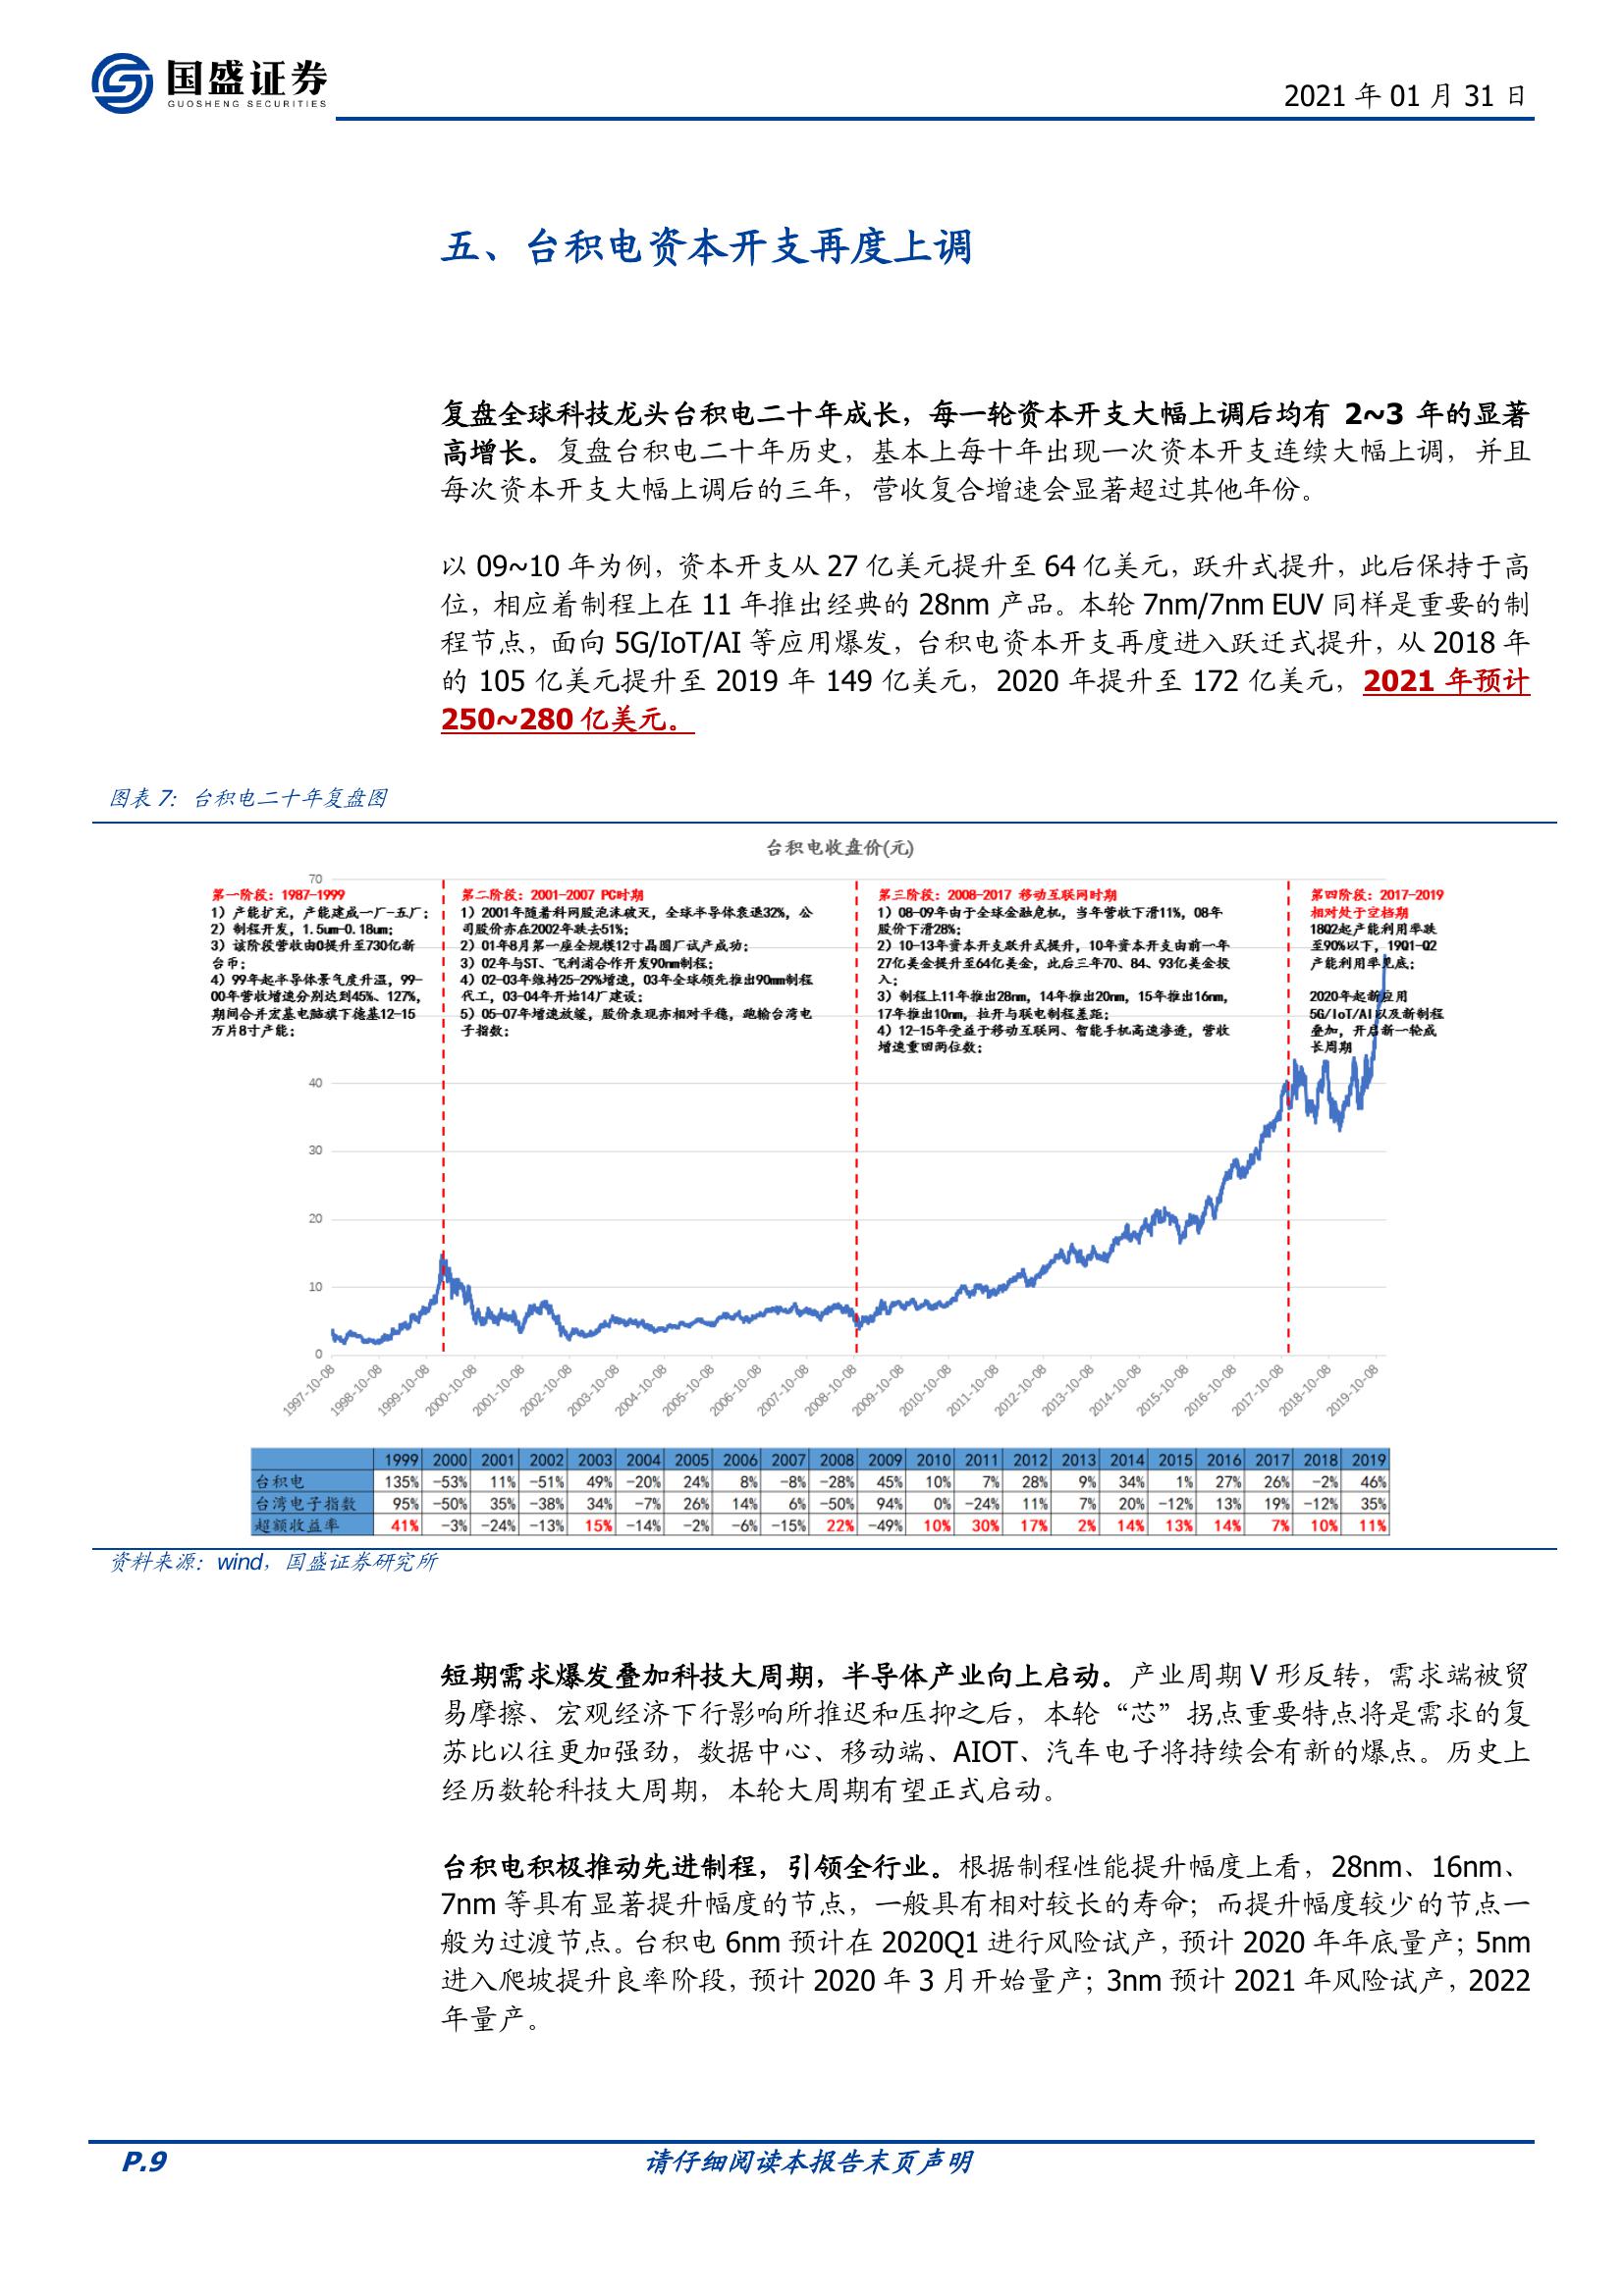 国盛证券
GUOSHENG SECURITIES
2021 年 01 月 31 日
五、台积电资本开支再度上调
复盘全球科技龙头台积电二十年成长，每一轮资本开支大幅上调后均有 2~3 年的显著
高增长。复盘台积电二十年历史，基本上每十年出现一次资本开支连续大幅上调，并且
每次资本开支大幅上调后的三年，营收复合增速会显著超过其他年份。
以 09~10 年为例，资本开支从 27 亿美元提升至 64 亿美元，跃升式提升，此后保持于高
位，相应着制程上在 11 年推出经典的 28nm 产品。本轮 7nm/7nm EUV 同样是重要的制
程节点，面向 5G/IoT/AI 等应用爆发，台积电资本开支再度进入跃迁式提升，从 2018 年
的 105 亿美元提升至 2019 年 149 亿美元，2020 年提升至 172 亿美元，2021 年预计
250~280 亿美元。
图表 7：台积电二十年复盘图
台积电收盘价(元)
第一阶段：1987-1999
1）产能扩充，产能建成一厂-五厂；
2）制程开发，1.5um-0.18um；
3）该阶段营收由0提升至730亿新
台币；
4）99年起半导体景气度升温，99-
00年营收增速分别达到45%、127%，
期间合并宏基电脑旗下德基12-15
万片8寸产能；
第二阶段：2001-2007 PC时期
1）2001年随着科网股泡沫破灭，全球半导体衰退32%，公
司股价亦在2002年跌去51%；
2）01年8月第一座全规模12寸晶圆厂试产成功；
3）02年与ST、飞利浦合作开发90nm制程；
4）02-03年维持25-29%增速，03年全球领先推出90nm制程
代工，03-04年开始14厂建设；
5）05-07年增速放缓，股价表现亦相对平稳，跑输台湾电
子指数；
第三阶段：2008-2017 移动互联网时期
1）08-09年由于全球金融危机，当年营收下滑11%，08年
股价下滑28%；
2）10-13年资本开支跃升式提升，10年资本开支由前一年
27亿美金提升至64亿美金，此后三年70、84、93亿美金投
入；
3）制程上11年推出28nm，14年推出20nm，15年推出16nm，
17年推出10nm，拉开与联电制程差距；
4）12-15年受益于移动互联网、智能手机高速渗透，营收
增速重回两位数；
第四阶段：2017-2019
相对处于空档期
18Q2起产能利用率跌
至90%以下，19Q1-Q2
产能利用率见底；
2020年起新应用
5G/IoT/AI以及新制程
叠加，开启新一轮成
长周期
70
40
30
20
10
0
1997-10-08 1998-10-08 1999-10-08 2000-10-08 2001-10-08 2002-10-08 2003-10-08 2004-10-08 2005-10-08 2006-10-08 2007-10-08 2008-10-08 2009-10-08 2010-10-08 2011-10-08 2012-10-08 2013-10-08 2014-10-08 2015-10-08 2016-10-08 2017-10-08 2018-10-08 2019-10-08
1999 2000 2001 2002 2003 2004 2005 2006 2007 2008 2009 2010 2011 2012 2013 2014 2015 2016 2017 2018 2019
台积电 135% -53% 11% -51% 49% -20% 24% 8% -8% -28% 45% 10% 7% 28% 9% 34% 1% 27% 26% -2% 46%
台湾电子指数 95% -50% 35% -38% 34% -7% 26% 14% 6% -50% 94% 0% -24% 11% 7% 20% -12% 13% 19% -12% 35%
超额收益率 41% -3% -24% -13% 15% -14% -2% -6% -15% 22% -49% 10% 30% 17% 2% 14% 13% 14% 7% 10% 11%
资料来源：wind，国盛证券研究所
短期需求爆发叠加科技大周期，半导体产业向上启动。产业周期 V 形反转，需求端被贸
易摩擦、宏观经济下行影响所推迟和压抑之后，本轮“芯”拐点重要特点将是需求的复
苏比以往更加强劲，数据中心、移动端、AIOT、汽车电子将持续会有新的爆点。历史上
经历数轮科技大周期，本轮大周期有望正式启动。
台积电积极推动先进制程，引领全行业。根据制程性能提升幅度上看，28nm、16nm、
7nm 等具有显著提升幅度的节点，一般具有相对较长的寿命；而提升幅度较少的节点一
般为过渡节点。台积电 6nm 预计在 2020Q1 进行风险试产，预计 2020 年年底量产；5nm
进入爬坡提升良率阶段，预计 2020 年 3 月开始量产；3nm 预计 2021 年风险试产，2022
年量产。
P.9
请仔细阅读本报告末页声明